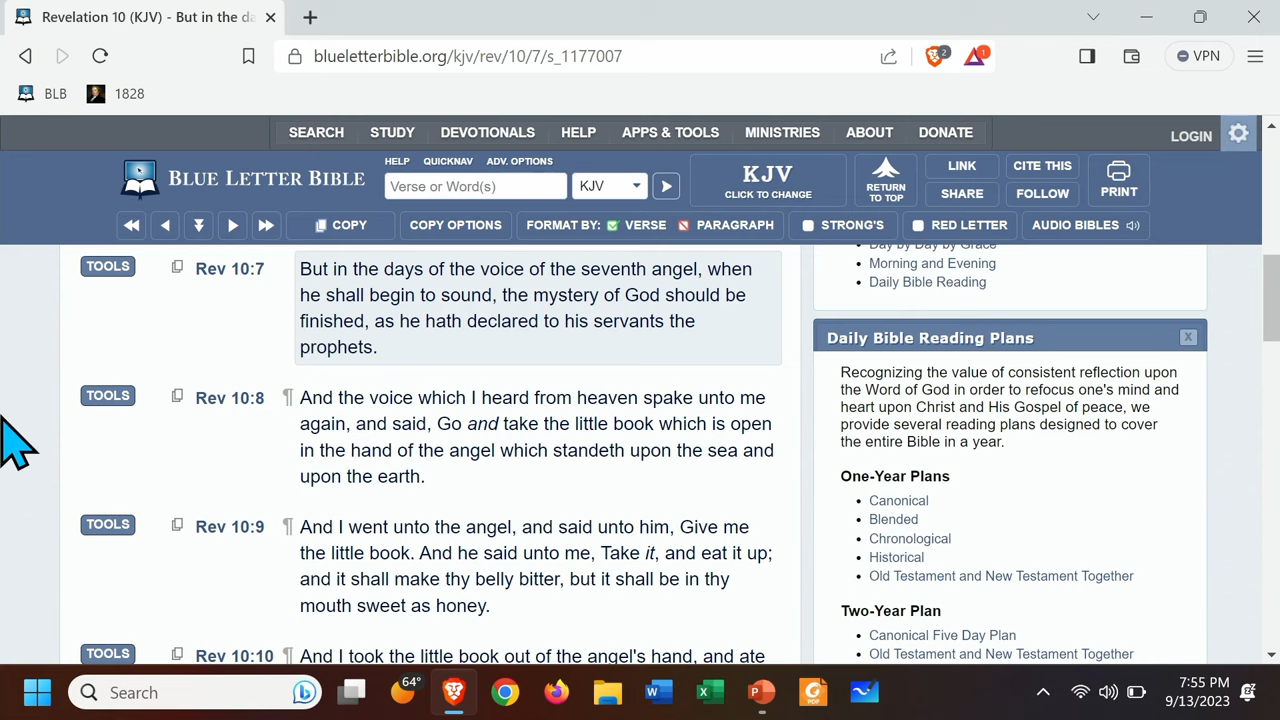 Revelation 10 (KJV) - But in the da
blueletterbible.org/kjv/rev/10/7/s_1177007
2
1
VPN
BLB
1828
SEARCH STUDY DEVOTIONALS HELP APPS & TOOLS MINISTRIES ABOUT DONATE
LOGIN
BLUE LETTER BIBLE
HELP QUICKNAV ADV. OPTIONS
Verse or Word(s)
KJV
KJV
CLICK TO CHANGE
RETURN
TO TOP
LINK
CITE THIS
SHARE
FOLLOW
PRINT
COPY
COPY OPTIONS
FORMAT BY: VERSE PARAGRAPH
STRONG'S
RED LETTER
AUDIO BIBLES
TOOLS
Rev 10:7
But in the days of the voice of the seventh angel, when
he shall begin to sound, the mystery of God should be
finished, as he hath declared to his servants the
prophets.
TOOLS
Rev 10:8
¶ And the voice which I heard from heaven spake unto me
again, and said, Go and take the little book which is open
in the hand of the angel which standeth upon the sea and
upon the earth.
TOOLS
Rev 10:9
¶ And I went unto the angel, and said unto him, Give me
the little book. And he said unto me, Take it, and eat it up;
and it shall make thy belly bitter, but it shall be in thy
mouth sweet as honey.
TOOLS
Rev 10:10
¶ And I took the little book out of the angel's hand, and ate
Day by Day by Grace
Morning and Evening
Daily Bible Reading
Daily Bible Reading Plans
X
Recognizing the value of consistent reflection upon
the Word of God in order to refocus one's mind and
heart upon Christ and His Gospel of peace, we
provide several reading plans designed to cover
the entire Bible in a year.
One-Year Plans
• Canonical
• Blended
• Chronological
• Historical
• Old Testament and New Testament Together
Two-Year Plan
• Canonical Five Day Plan
• Old Testament and New Testament Together
Search
64°
7:55 PM
9/13/2023